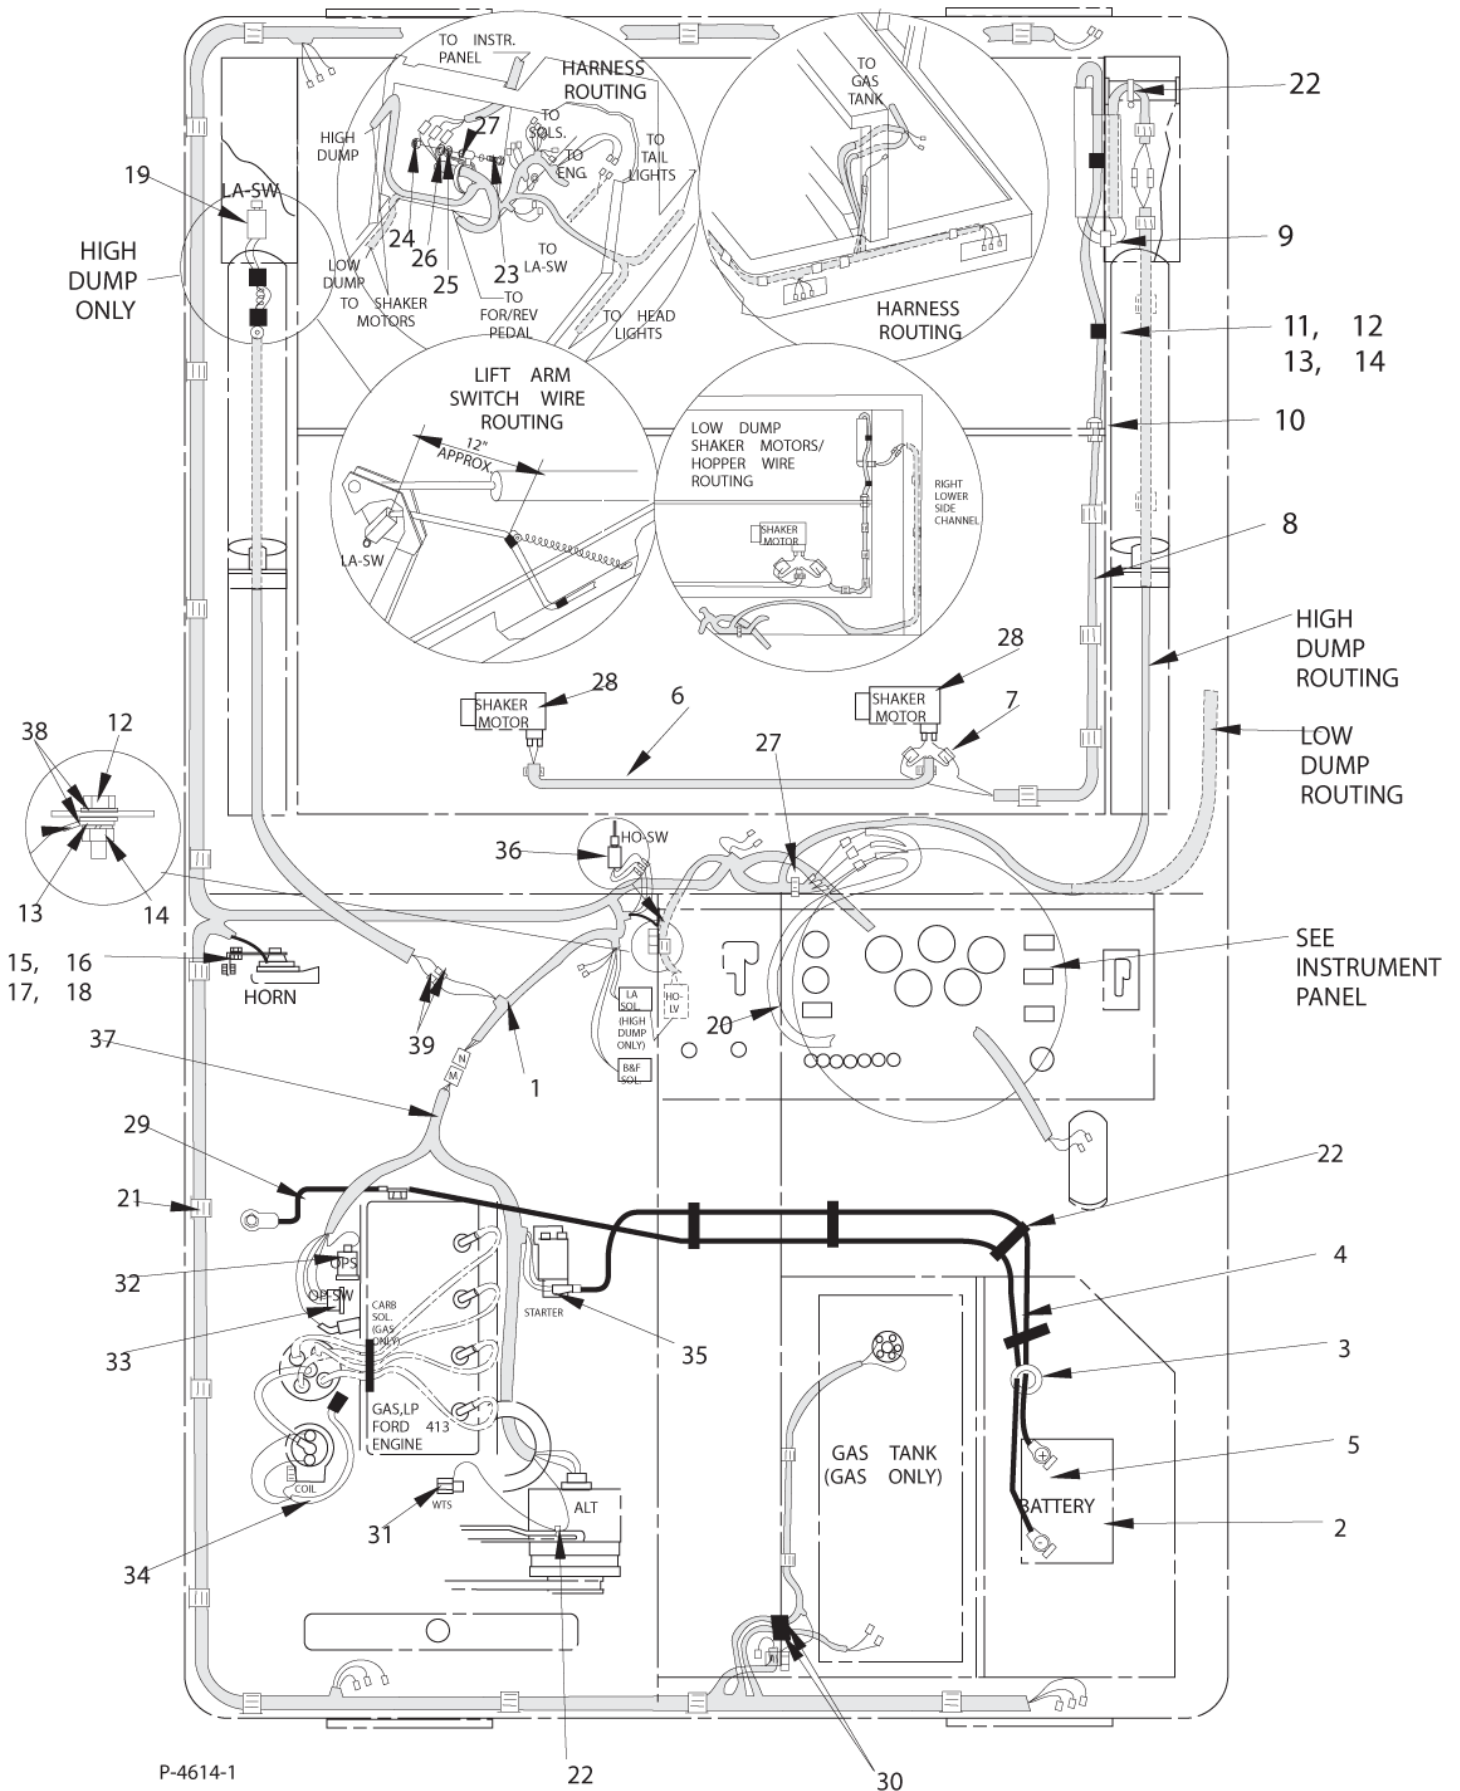 TO INSTR.
PANEL
HARNESS
ROUTING
27
TO
SOLS.
HIGH
DUMP
TO
ENG.
TO
TAIL
LIGHTS
24
26
25
23
TO
LA-SW
LOW
DUMP
TO SHAKER
MOTORS
TO
FOR/REV
PEDAL
TO HEAD
LIGHTS
TO
GAS
TANK
HARNESS
ROUTING
22
19
LA-SW
HIGH
DUMP
ONLY
9
11, 12
13, 14
10
LIFT ARM
SWITCH WIRE
ROUTING
12"
APPROX.
LA-SW
LOW DUMP
SHAKER MOTORS/
HOPPER WIRE
ROUTING
RIGHT
LOWER
SIDE
CHANNEL
SHAKER
MOTOR
8
HIGH
DUMP
ROUTING
28
SHAKER
MOTOR
6
28
SHAKER
MOTOR
7
27
LOW
DUMP
ROUTING
38
12
13
14
36
HO-SW
15, 16
17, 18
HORN
SEE
INSTRUMENT
PANEL
LA
SOL.
HO-
LV
(HIGH
DUMP
ONLY)
B&F
SOL.
20
39
1
37
N
M
29
22
21
4
32
OPS
OP-SW
CARB
SOL.
(GAS
ONLY)
STARTER
33
35
3
GAS,LP
FORD 413
ENGINE
GAS TANK
(GAS ONLY)
5
COIL
WTS
31
ALT
BATTERY
2
34
22
30
P-4614-1